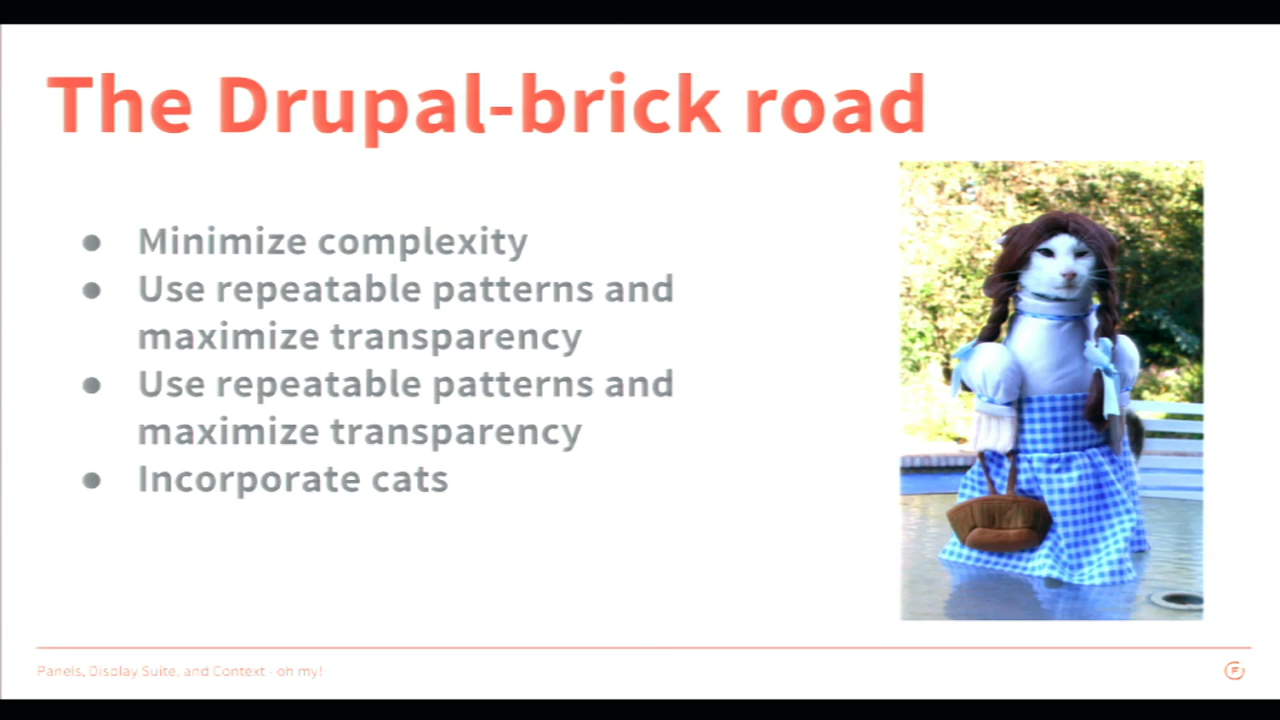 The Drupal-brick road
● Minimize complexity
● Use repeatable patterns and
maximize transparency
● Use repeatable patterns and
maximize transparency
● Incorporate cats
Panels, Display Suite, and Context - oh my!
F